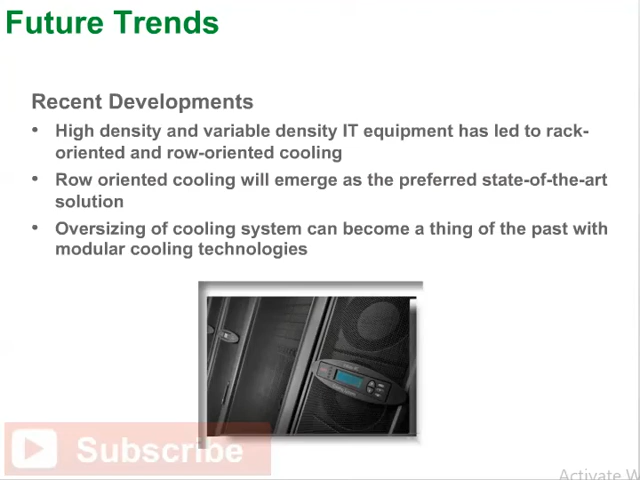 Future Trends
Recent Developments
• High density and variable density IT equipment has led to rack-
oriented and row-oriented cooling
• Row oriented cooling will emerge as the preferred state-of-the-art
solution
• Oversizing of cooling system can become a thing of the past with
modular cooling technologies
Subscribe
Activate W